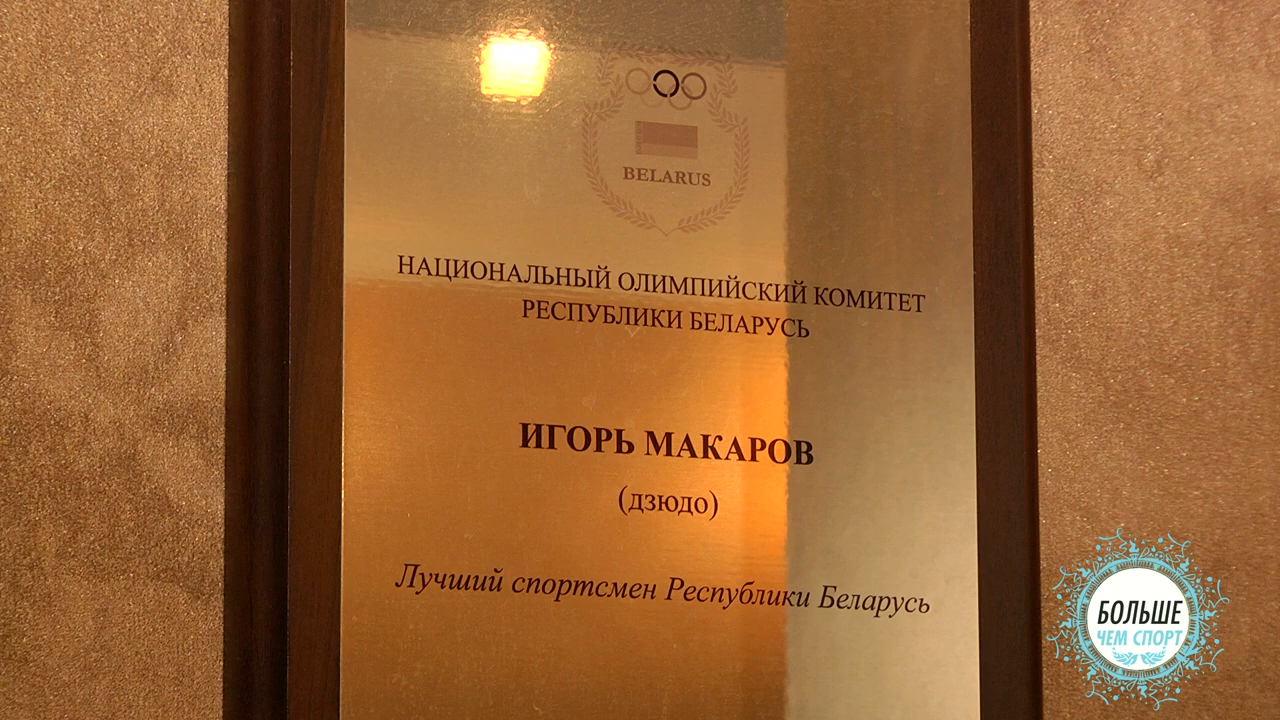 BELARUS
НАЦИОНАЛЬНЫЙ ОЛИМПИЙСКИЙ КОМИТЕТ
РЕСПУБЛИКИ БЕЛАРУСЬ
ИГОРЬ МАКАРОВ
(дзюдо)
Лучший спортсмен Республики Беларусь
БОЛЬШЕ
ЧЕМ СПОРТ